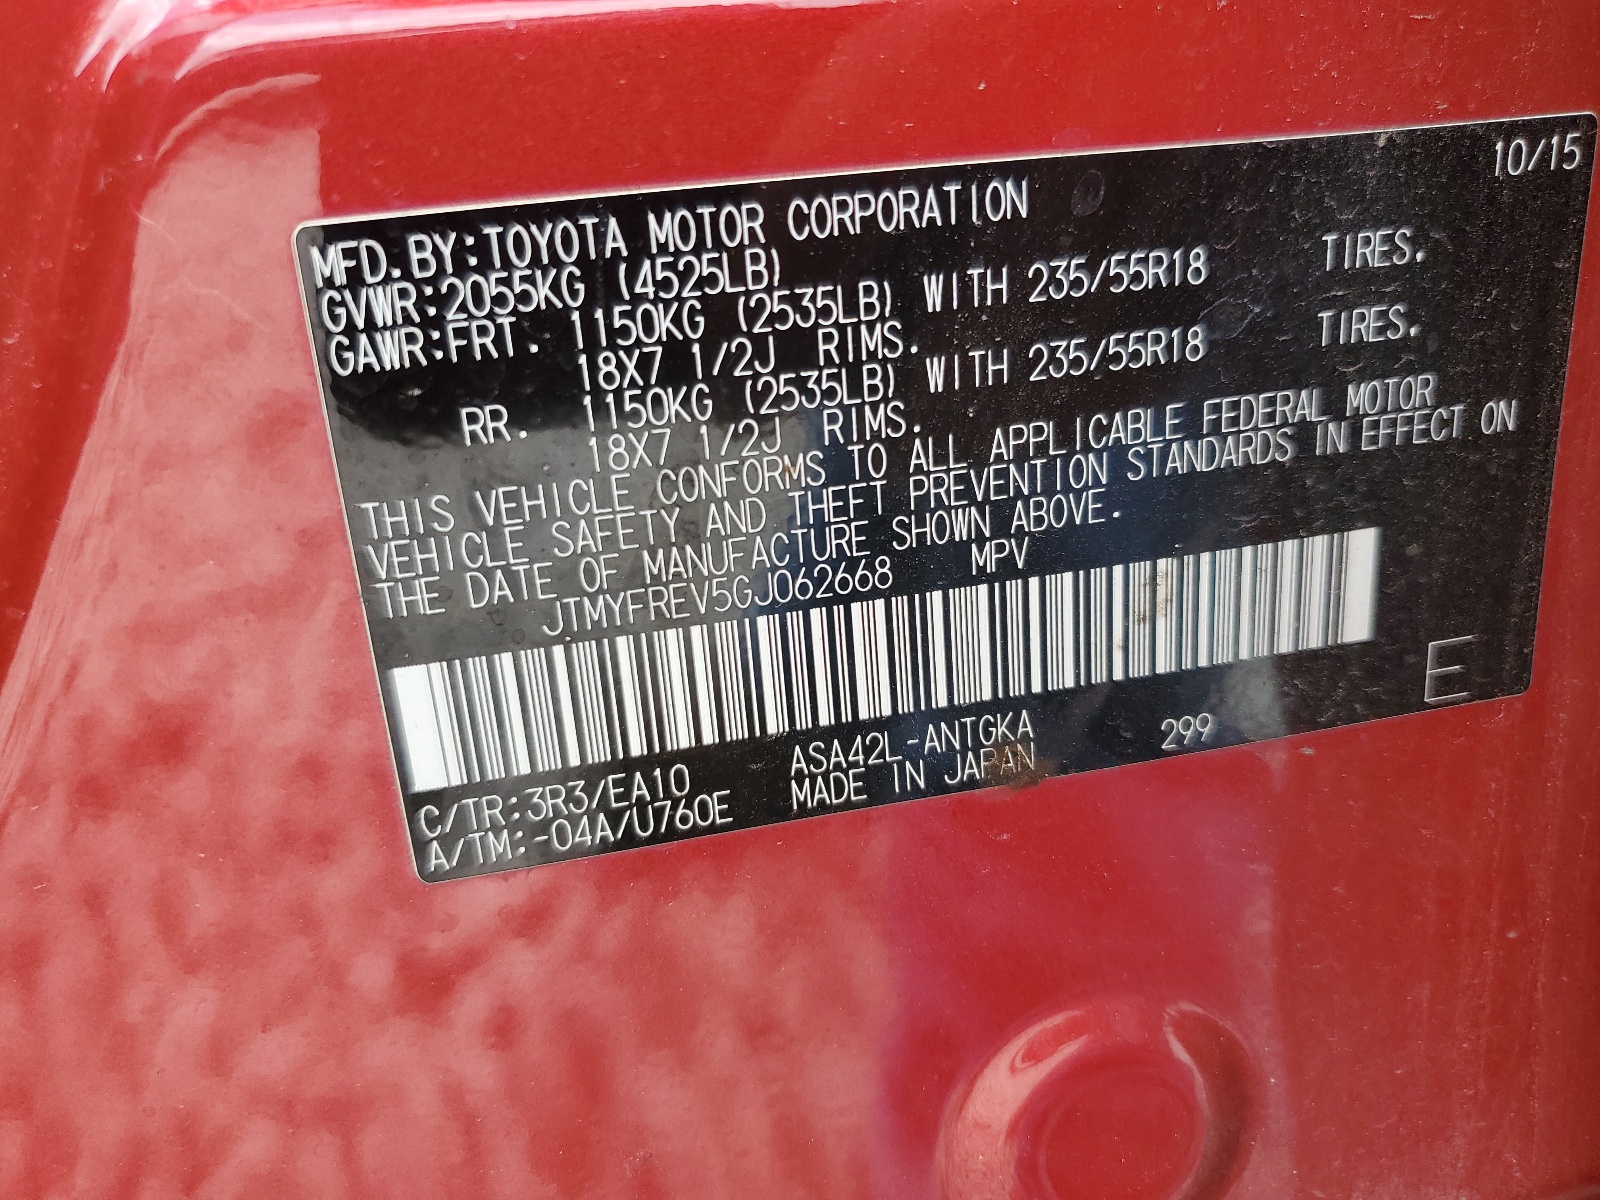 10/15
MFD. BY:TOYOTA MOTOR CORPORATION
GVWR:2055KG (4525LB)
GAWR:FRT. 1150KG (2535LB) WITH 235/55R18 TIRES.
18X7 1/2J RIMS.
RR. 1150KG (2535LB) WITH 235/55R18 TIRES.
18X7 1/2J RIMS.
THIS VEHICLE CONFORMS TO ALL APPLICABLE FEDERAL MOTOR
VEHICLE SAFETY AND THEFT PREVENTION STANDARDS IN EFFECT ON
THE DATE OF MANUFACTURE SHOWN ABOVE.
JTMYFREV5GJ062668 MPV
E
C/TR:3R3/EA10 ASA42L-ANTGKA 299
A/TM:-04A/U760E MADE IN JAPAN